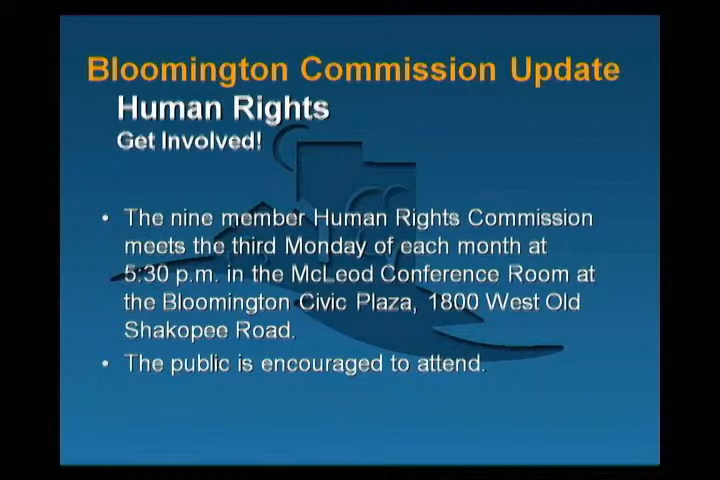 Bloomington Commission Update
Human Rights
Get Involved!
• The nine member Human Rights Commission
meets the third Monday of each month at
5:30 p.m. in the McLeod Conference Room at
the Bloomington Civic Plaza, 1800 West Old
Shakopee Road.
• The public is encouraged to attend.